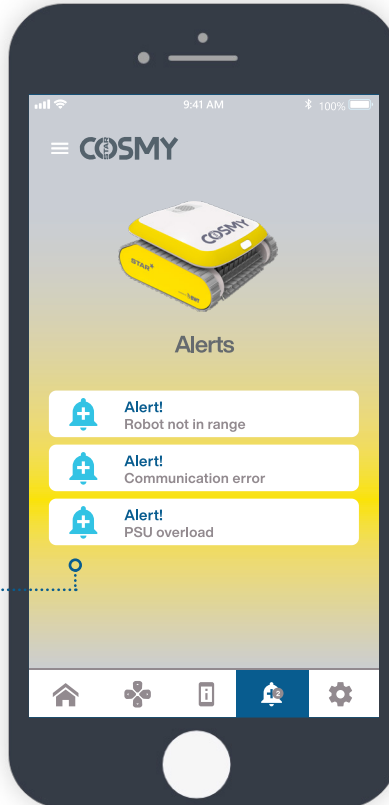 9:41 AM
100%
COSMY
STAR
COSMY
STAR
Alerts
Alert!
Robot not in range
Alert!
Communication error
Alert!
PSU overload
2